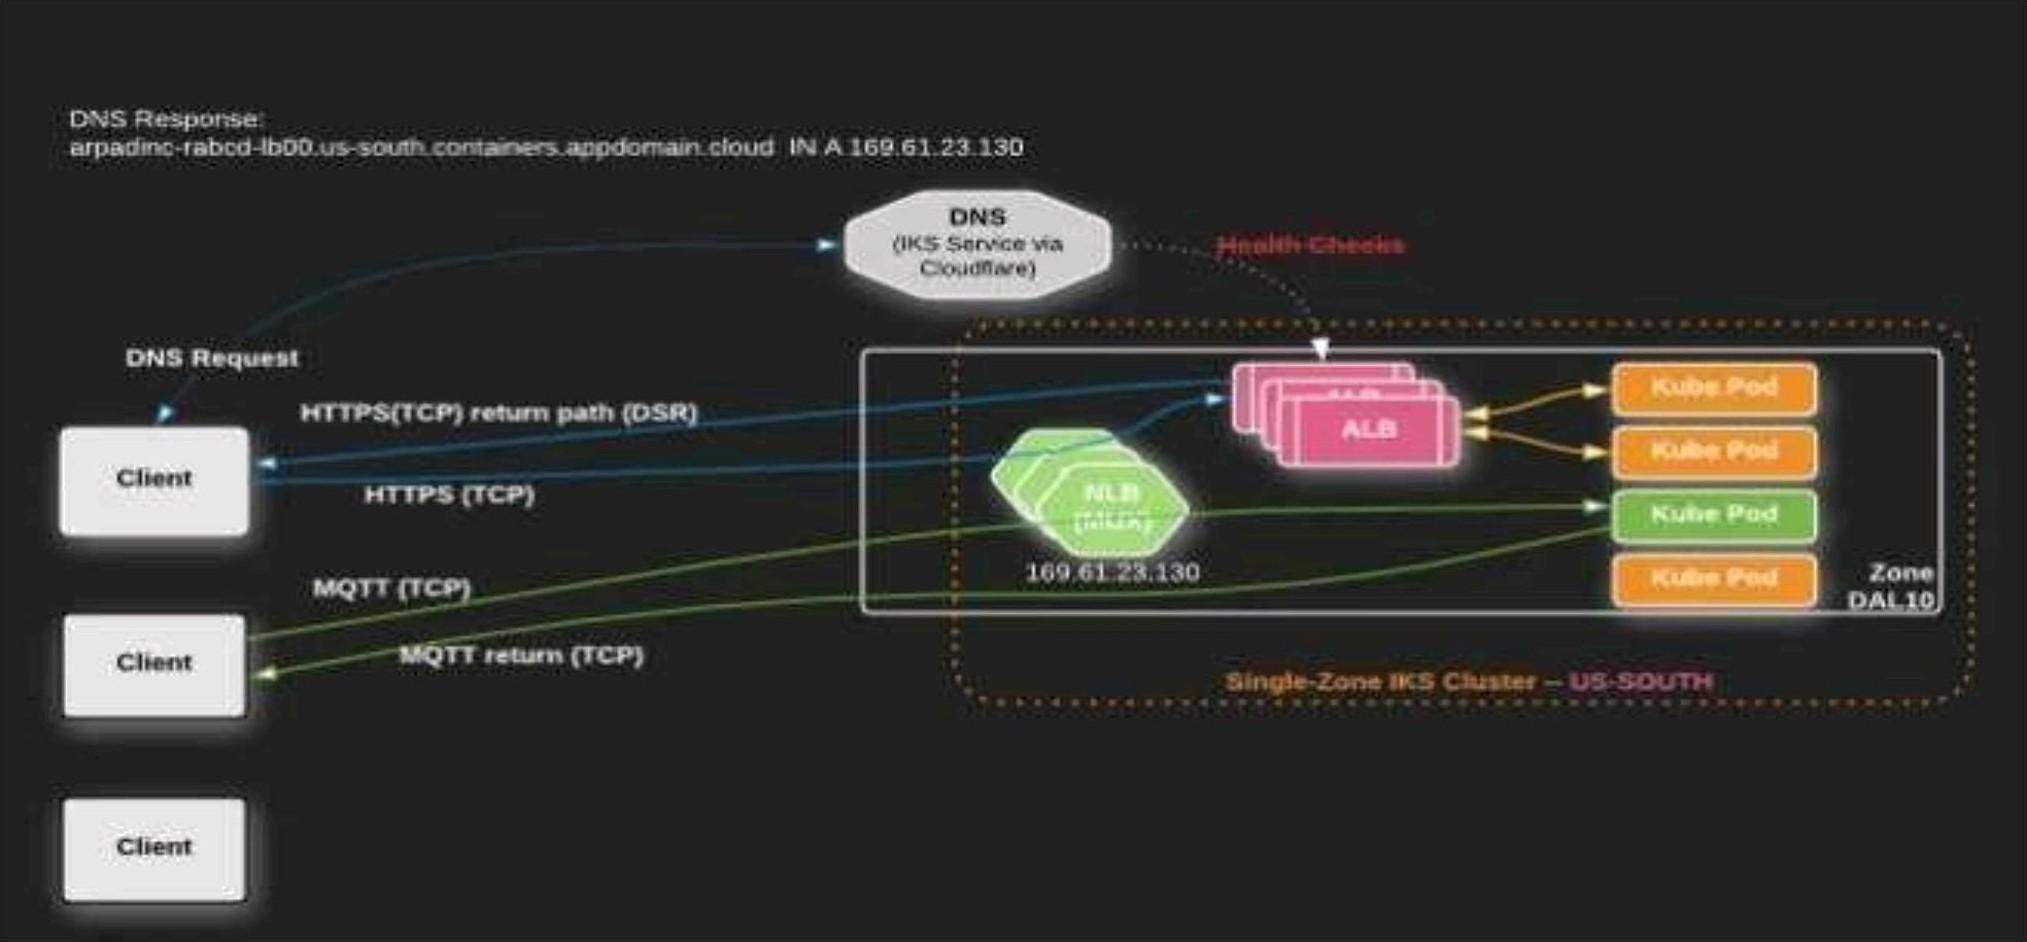 DNS Response:
arpadinc-rabcd-lb00.us-south.containers.appdomain.cloud IN A 169.61.23.130
DNS
(IKS Service via
Cloudflare)
Health Checks
DNS Request
HTTPS(TCP) return path (DSR)
Client
HTTPS (TCP)
ALB
ALB
Kube Pod
Kube Pod
Kube Pod
Kube Pod
NLB
(MUX)
169.61.23.130
Zone
DAL10
MQTT (TCP)
Client
MQTT return (TCP)
Single-Zone IKS Cluster – US-SOUTH
Client